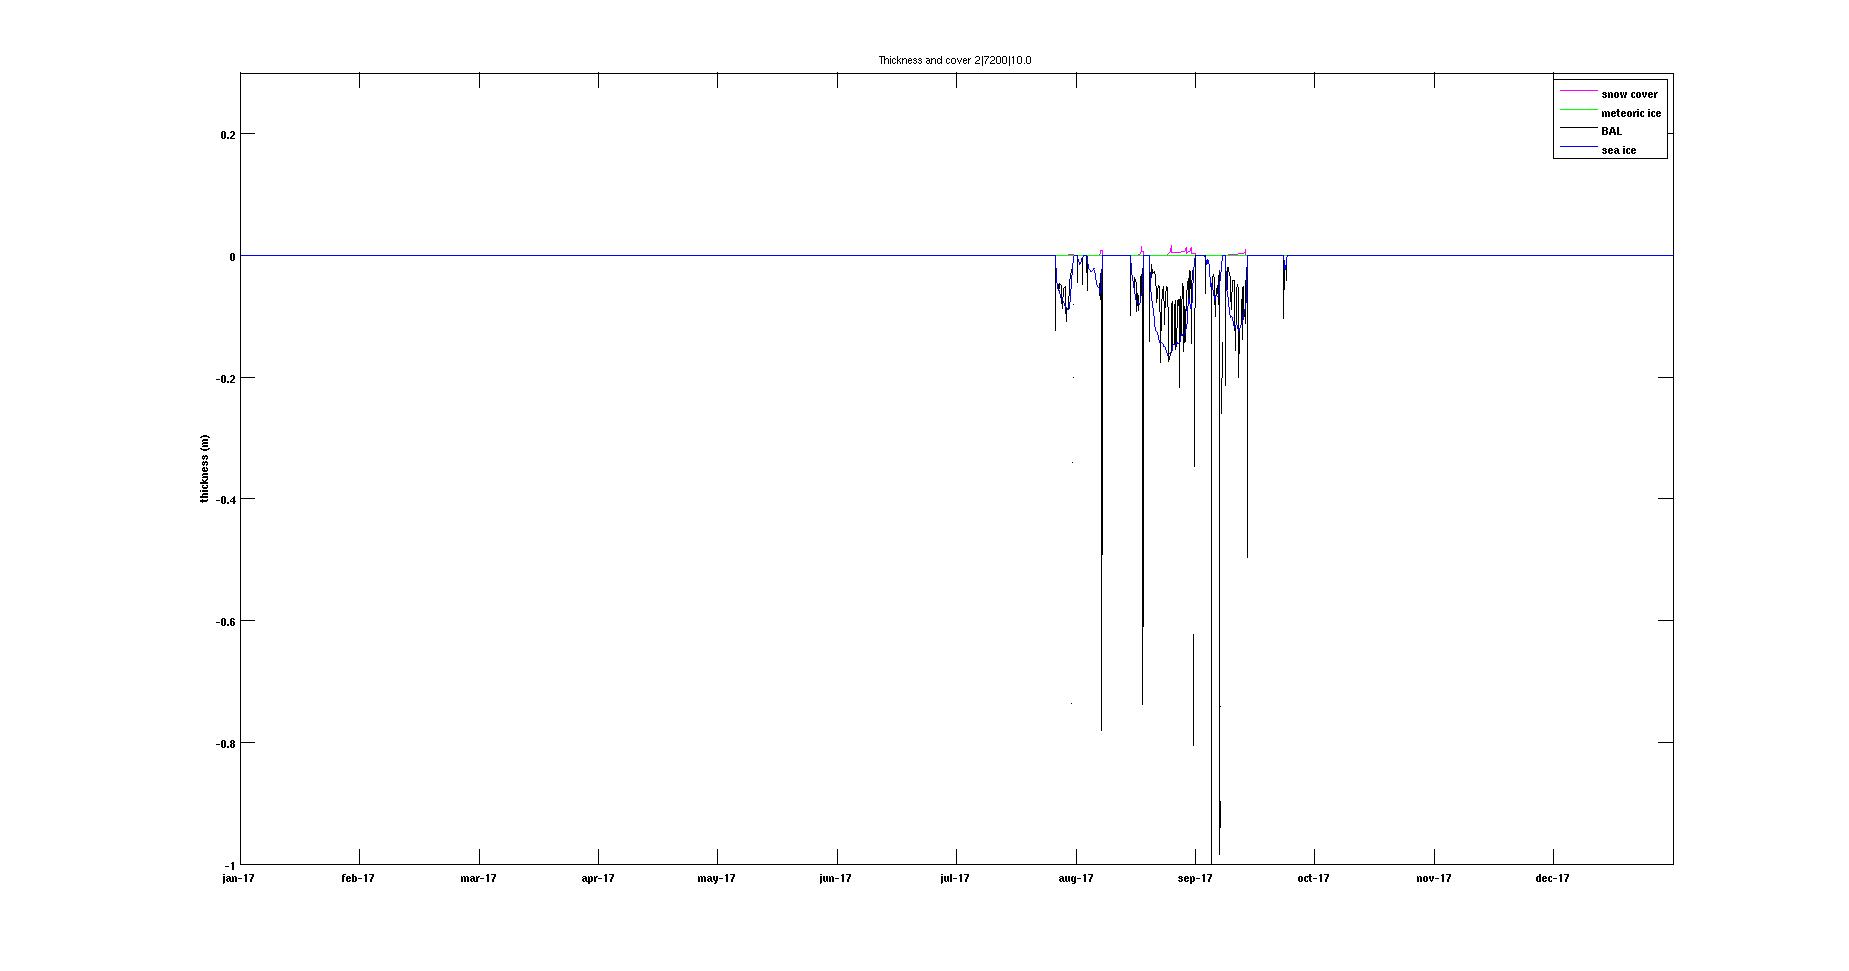 Thickness and cover 2|7200|10.0
snow cover
meteoric ice
BAL
sea ice
0.2
0
-0.2
-0.4
-0.6
-0.8
-1
thickness (m)
jan-17 feb-17 mar-17 apr-17 may-17 jun-17 jul-17 aug-17 sep-17 oct-17 nov-17 dec-17